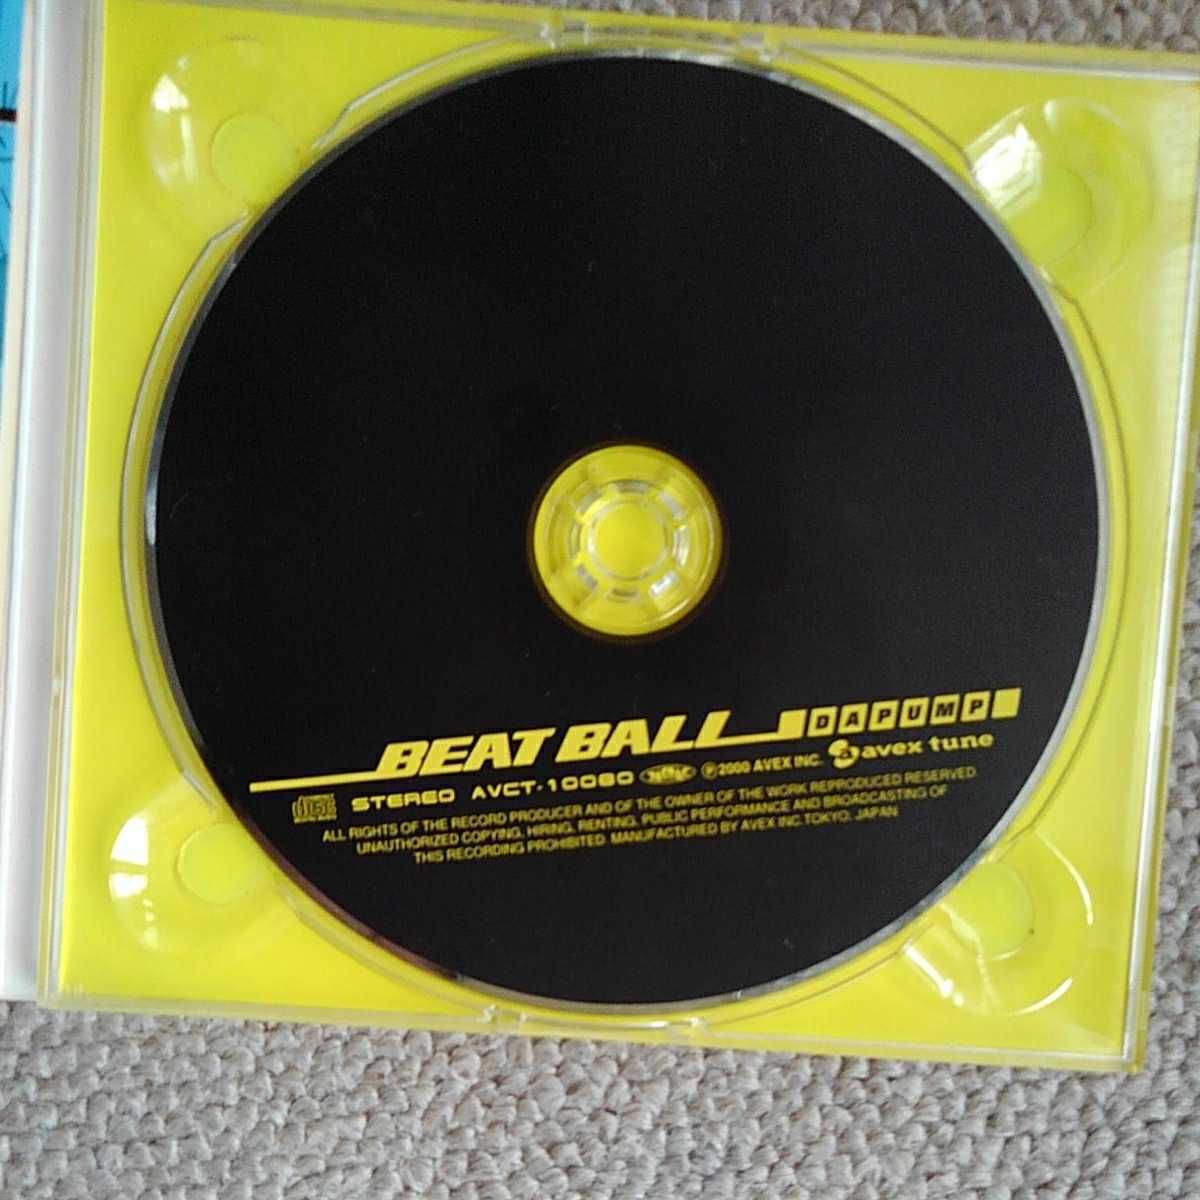 BEAT BALL DAPUMP
STEREO AVCT-10080 ℗2000 AVEX INC. avex tune
ALL RIGHTS OF THE RECORD PRODUCER AND OF THE OWNER OF THE WORK REPRODUCED RESERVED.
UNAUTHORIZED COPYING, HIRING, RENTING, PUBLIC PERFORMANCE AND BROADCASTING OF
THIS RECORDING PROHIBITED. MANUFACTURED BY AVEX INC.TOKYO, JAPAN